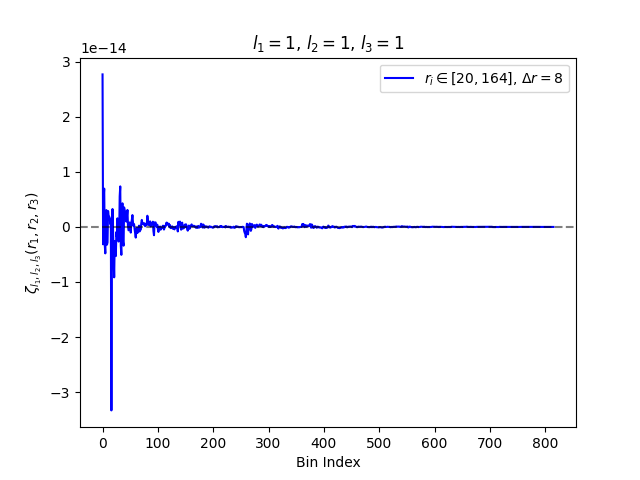 l₁ = 1, l₂ = 1, l₃ = 1
1e−14
rᵢ ∈ [20, 164], Δr = 8
3
2
1
0
−1
−2
−3
ζ_{l₁, l₂, l₃}(r₁, r₂, r₃)
0 100 200 300 400 500 600 700 800
Bin Index